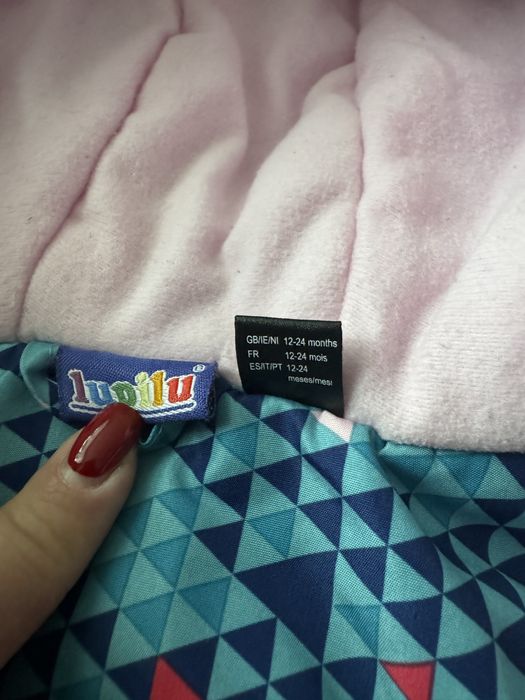 lupilu®
GB/IE/NI 12-24 months
FR 12-24 mois
ES/IT/PT 12-24
meses/mesi